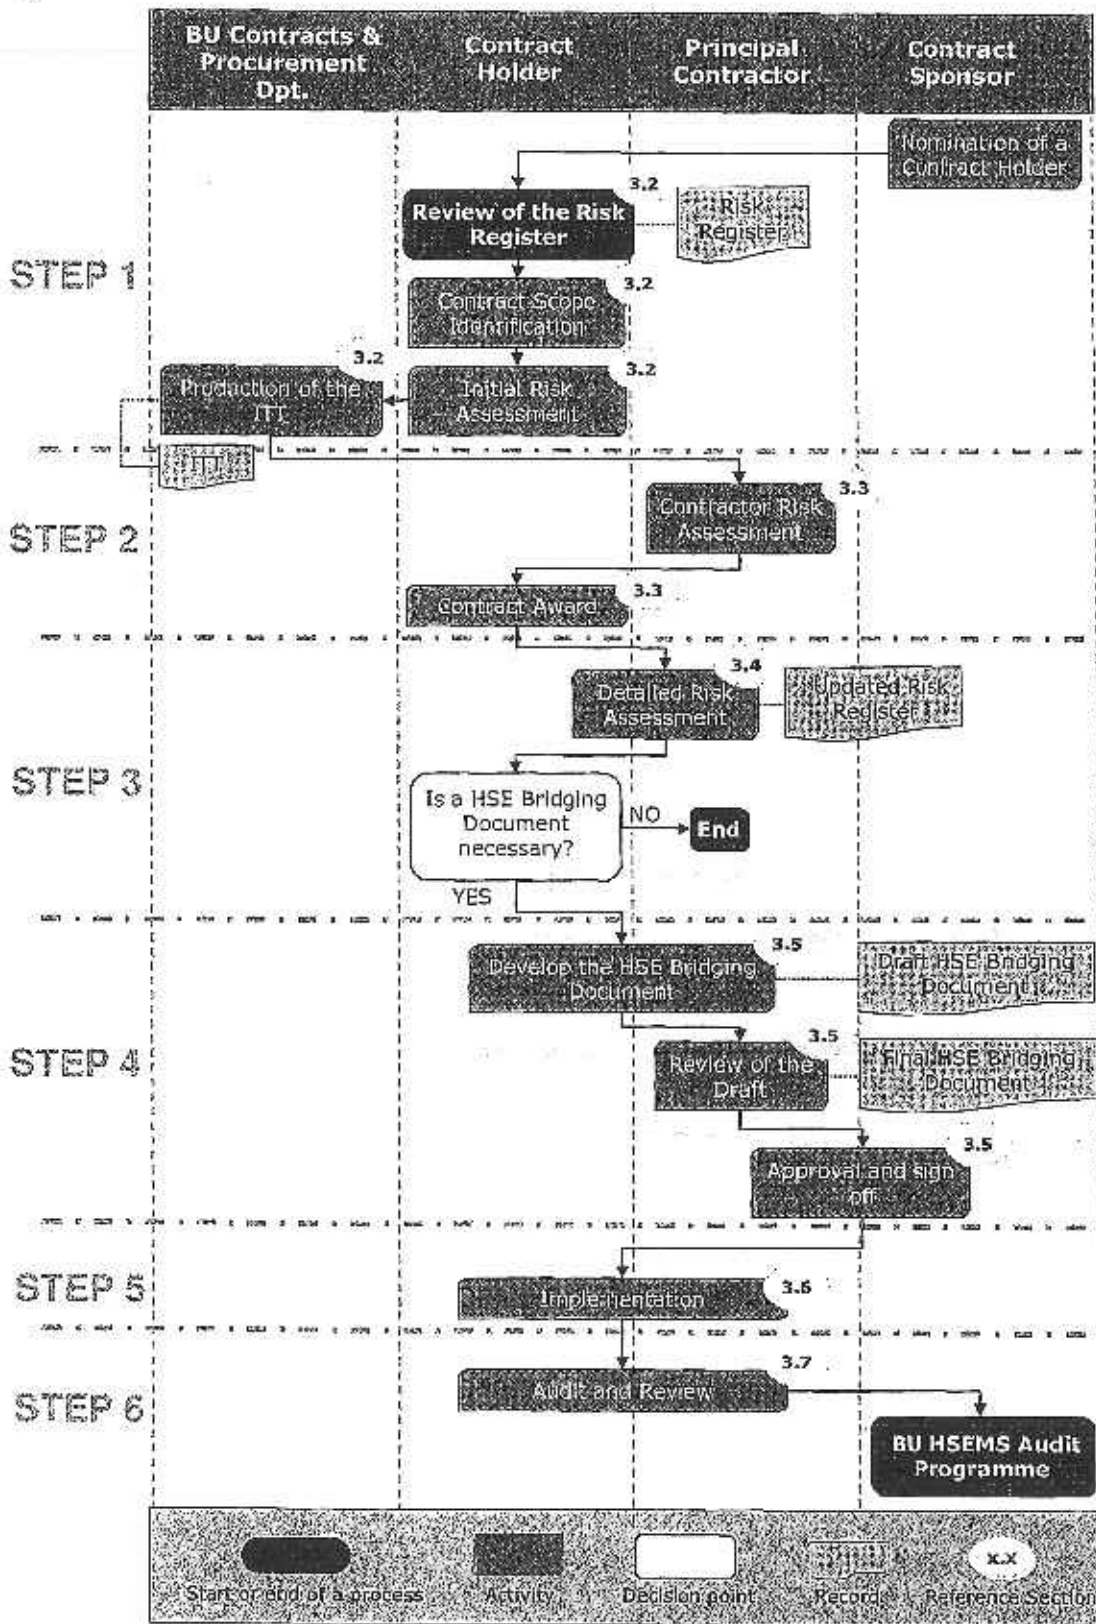 BU Contracts &
Procurement
Dpt.
Contract
Holder
Principal
Contractor
Contract
Sponsor
STEP 1
Nomination of a
Contract Holder
3.2
Review of the Risk
Register
Risk
Register
3.2
Contract Scope
Identification
3.2
Production of the
ITT
3.2
Initial Risk
Assessment
ITT
STEP 2
3.3
Contractor Risk
Assessment
3.3
Contract Award
STEP 3
3.4
Detailed Risk
Assessment
Updated Risk
Register
Is a HSE Bridging
Document
necessary?
NO
End
YES
STEP 4
3.5
Develop the HSE Bridging
Document
Draft HSE Bridging
Document
3.5
Review of the
Draft
Final HSE Bridging
Document
3.5
Approval and sign
off
STEP 5
3.6
Implementation
STEP 6
3.7
Audit and Review
BU HSEMS Audit
Programme
x.x
Start or end of a process
Activity
Decision point
Record
Reference Section